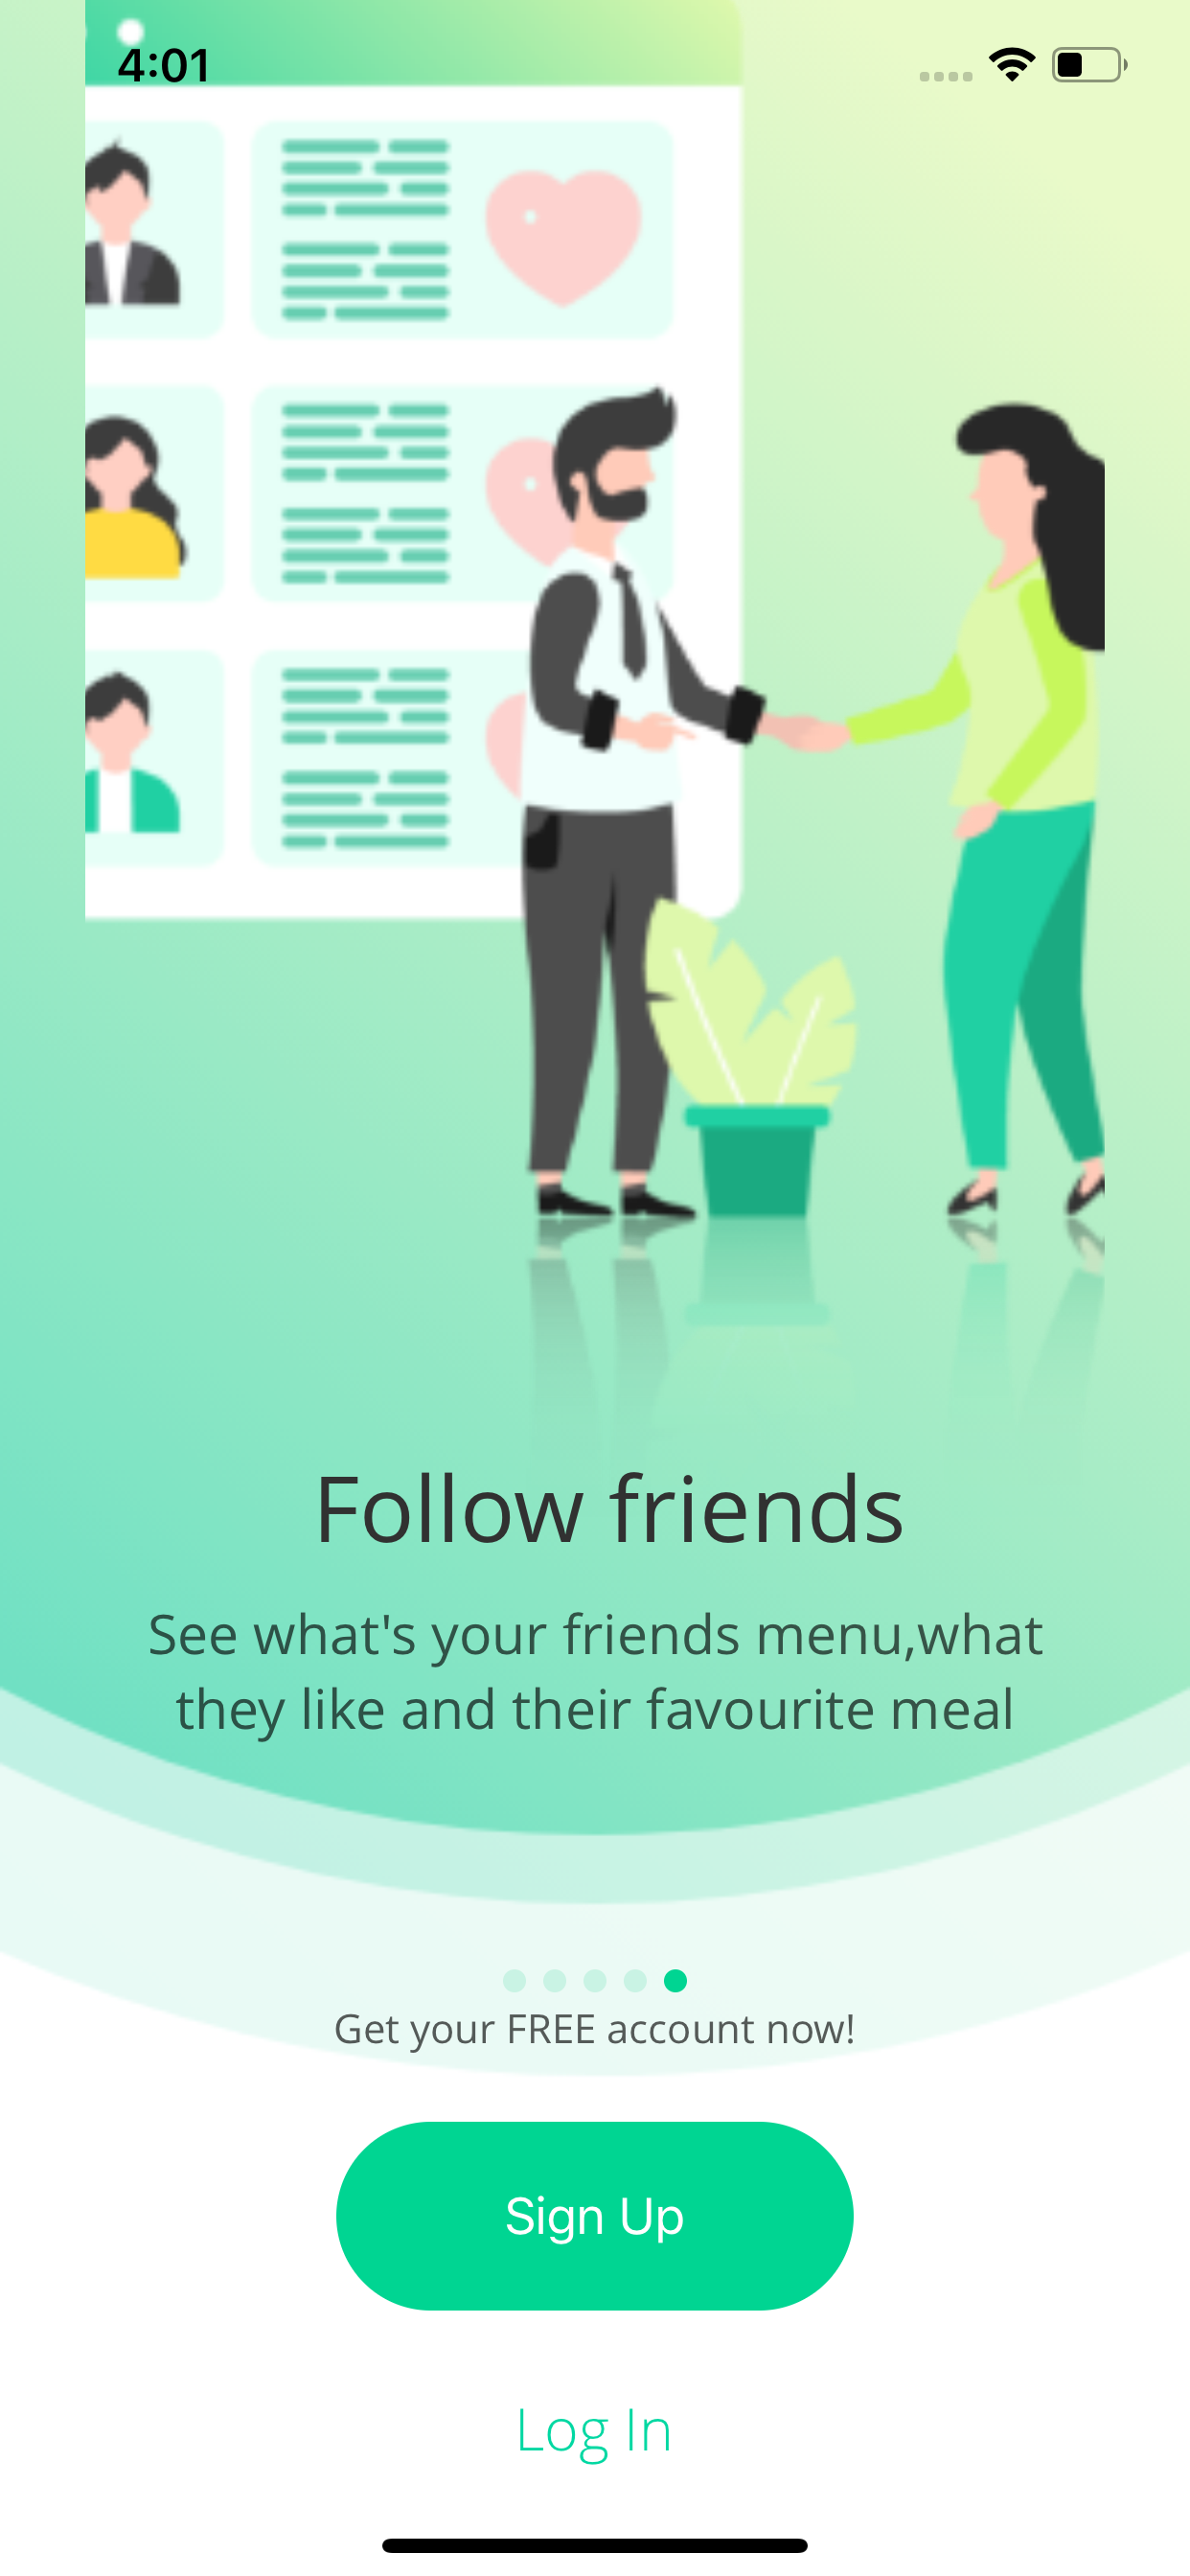 4:01
Follow friends
See what's your friends menu,what
they like and their favourite meal
Get your FREE account now!
Sign Up
Log In